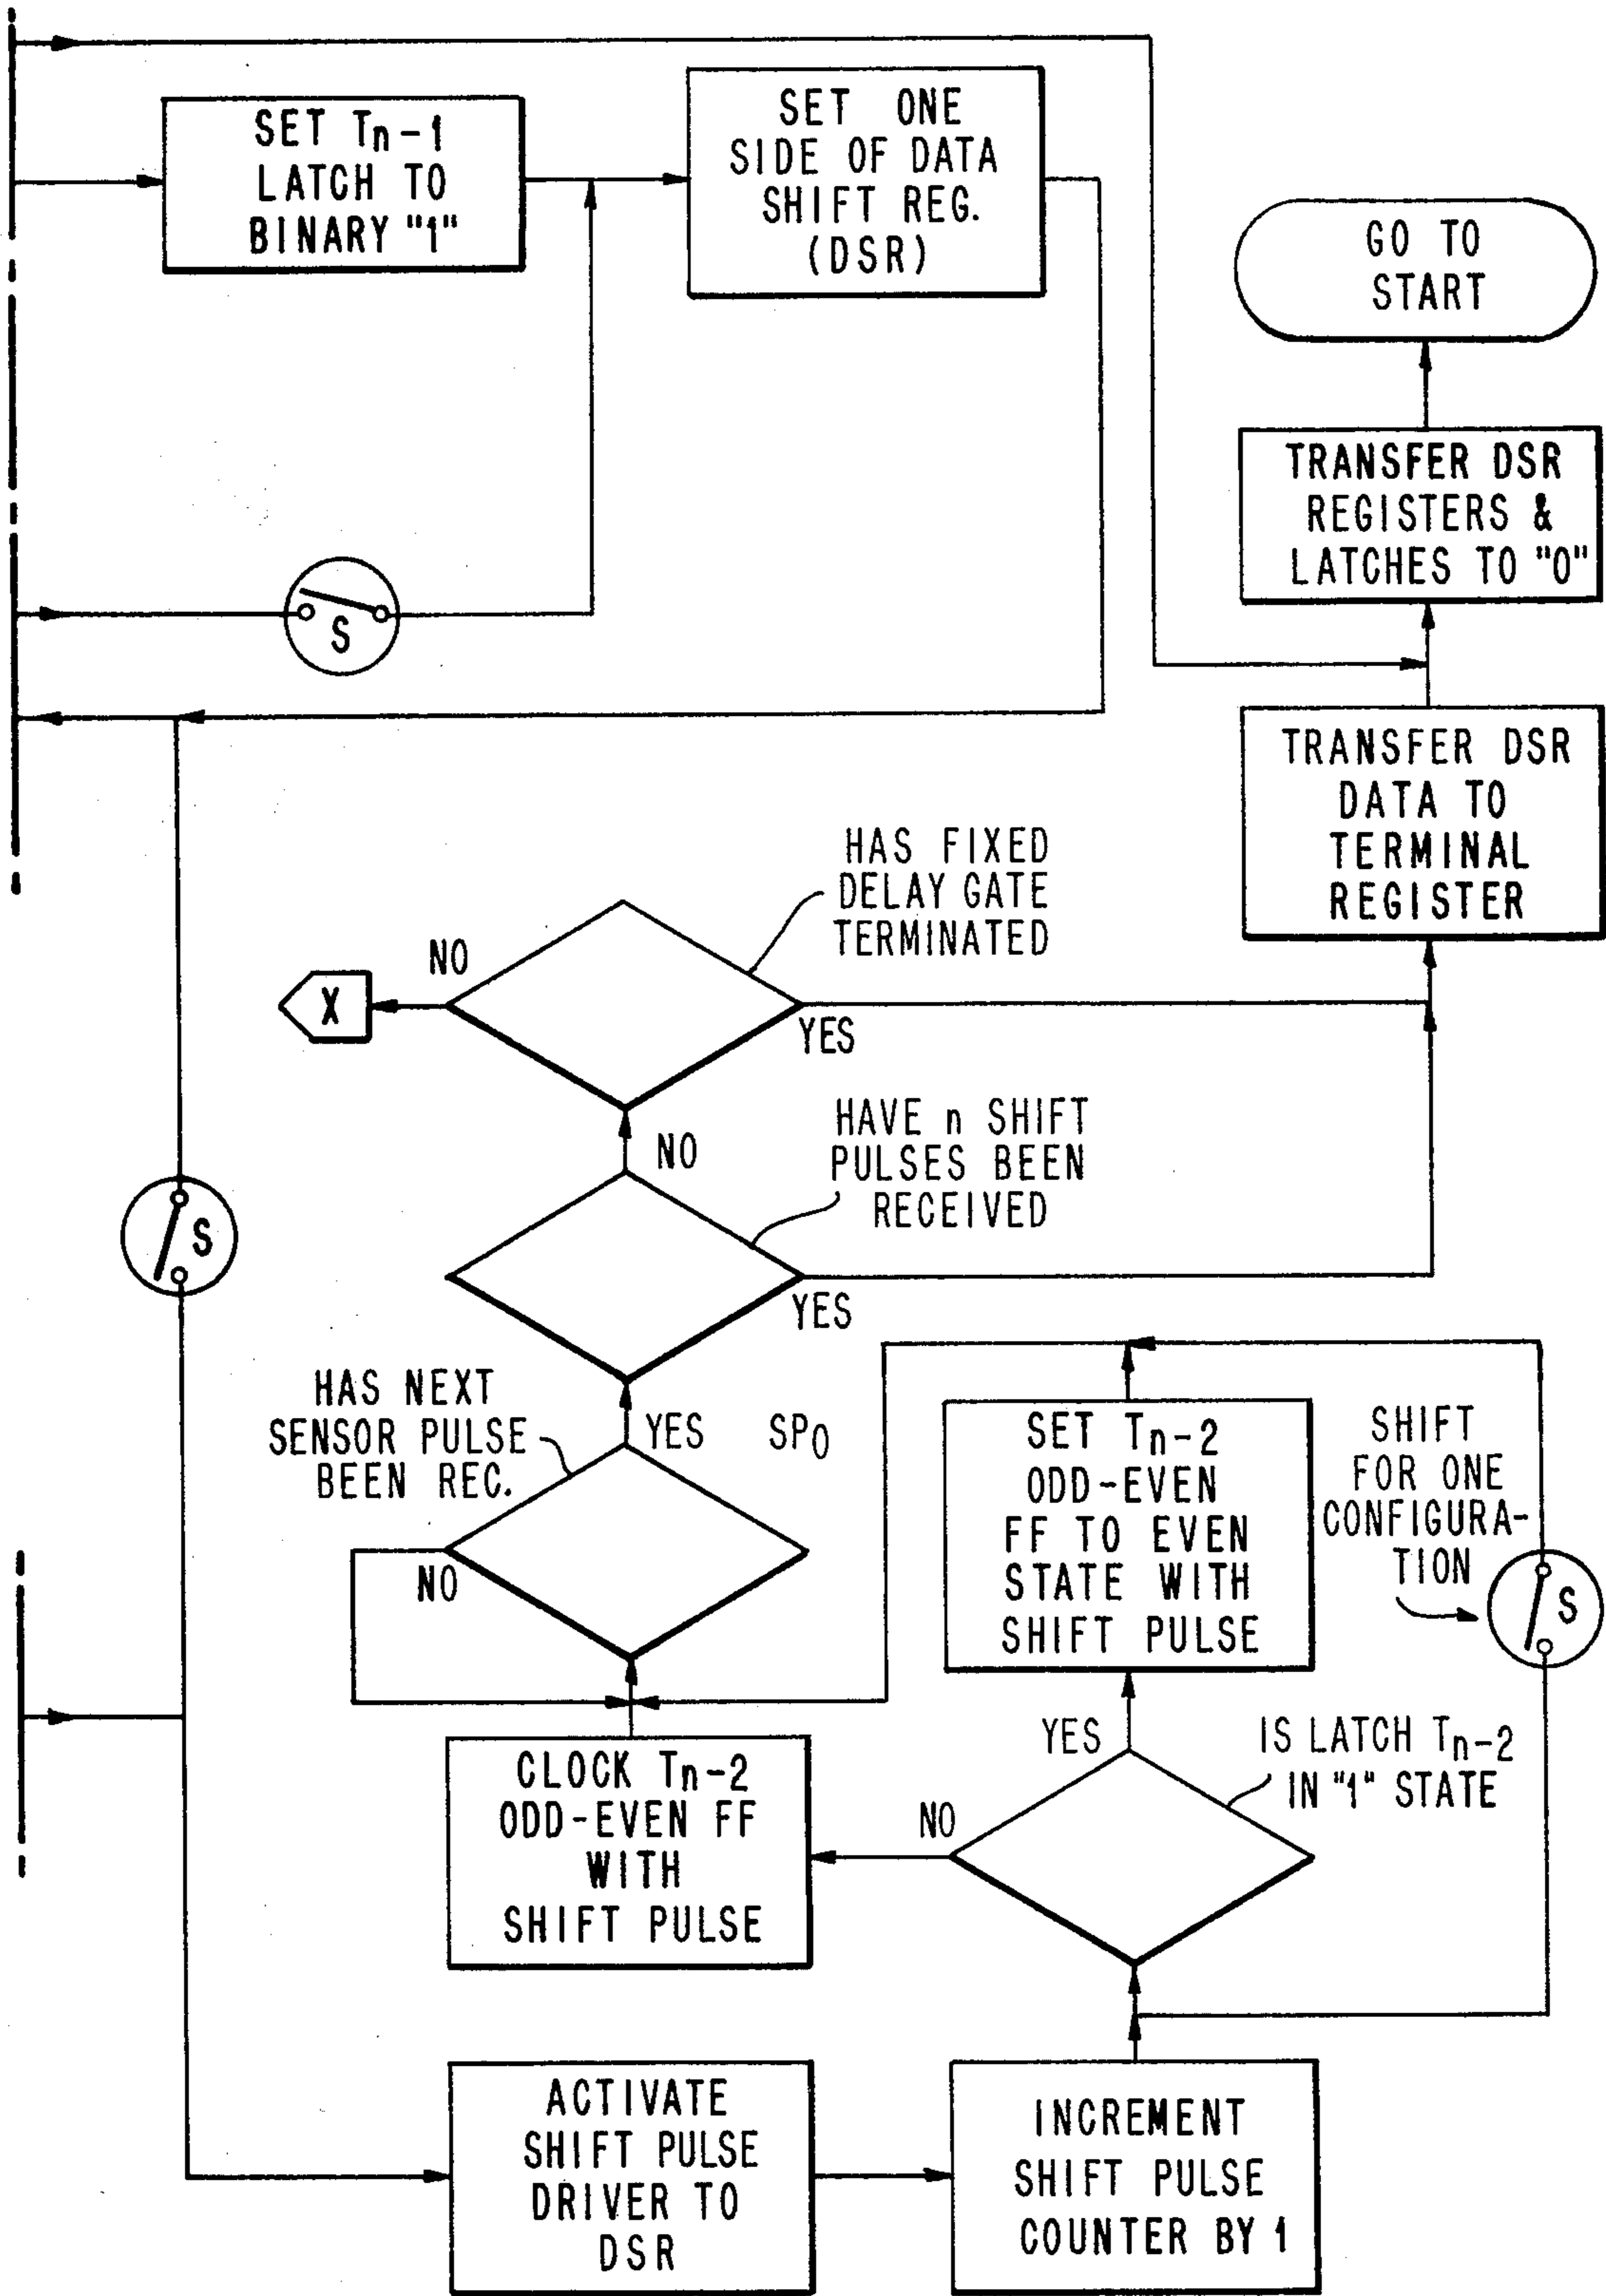 SET Tn-1
LATCH TO
BINARY "1"
SET ONE
SIDE OF DATA
SHIFT REG.
(DSR)
GO TO
START
TRANSFER DSR
REGISTERS &
LATCHES TO "0"
S
TRANSFER DSR
DATA TO
TERMINAL
REGISTER
HAS FIXED
DELAY GATE
TERMINATED
NO
X
YES
HAVE n SHIFT
PULSES BEEN
RECEIVED
NO
S
YES
HAS NEXT
SENSOR PULSE
BEEN REC.
YES
SP0
NO
SET Tn-2
ODD-EVEN
FF TO EVEN
STATE WITH
SHIFT PULSE
SHIFT
FOR ONE
CONFIGURA-
TION
S
YES
IS LATCH Tn-2
IN "1" STATE
NO
CLOCK Tn-2
ODD-EVEN FF
WITH
SHIFT PULSE
ACTIVATE
SHIFT PULSE
DRIVER TO
DSR
INCREMENT
SHIFT PULSE
COUNTER BY 1